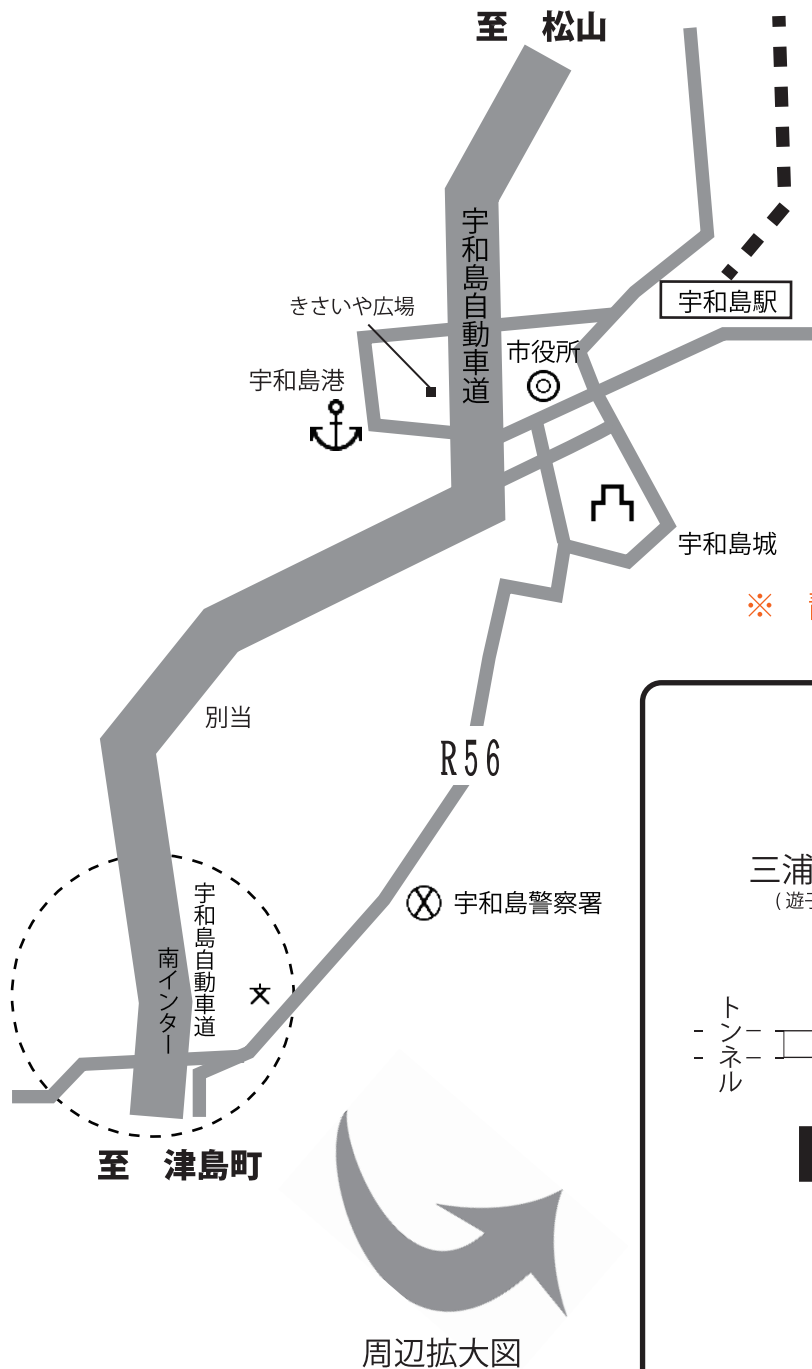 至　松山
宇和島自動車道
宇和島駅
きさいや広場
市役所
宇和島港
宇和島城
※
別当
R56
三浦
(遊子
宇和島警察署
宇和島自動車道
南インター
文
トンネル
至　津島町
周辺拡大図